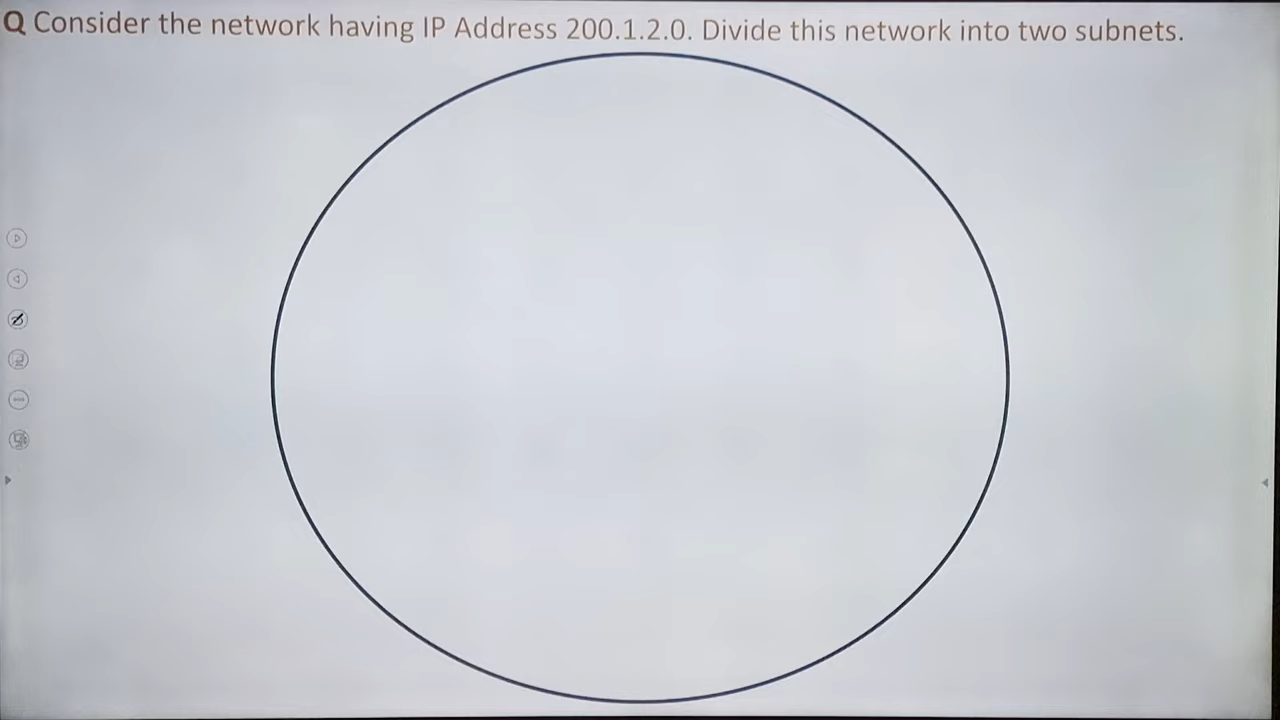 Q Consider the network having IP Address 200.1.2.0. Divide this network into two subnets.